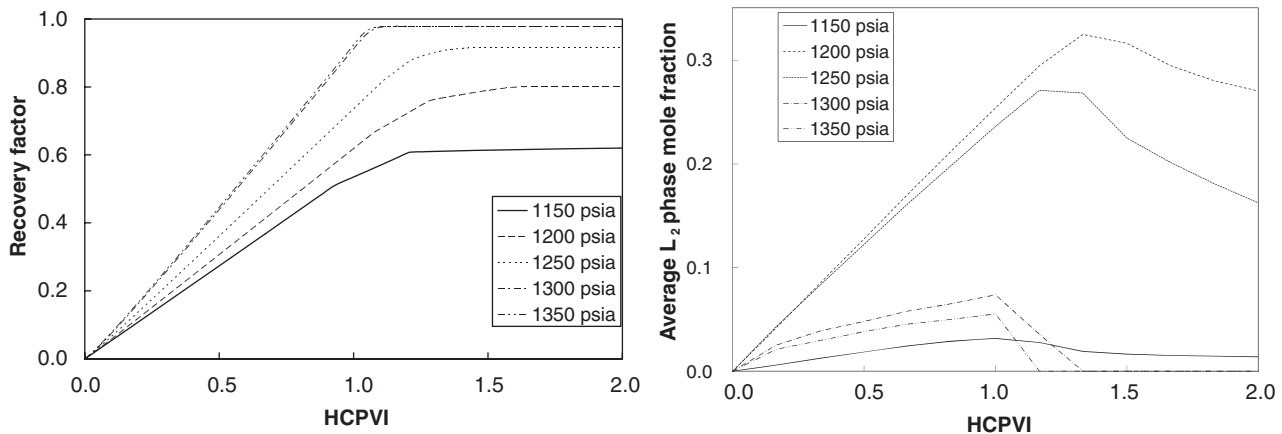 1.0
0.8
0.6
0.4
0.2
0.0
Recovery factor
1150 psia
1200 psia
1250 psia
1300 psia
1350 psia
0.0 0.5 1.0 1.5 2.0
HCPVI
0.3
0.2
0.1
0.0
Average L2 phase mole fraction
1150 psia
1200 psia
1250 psia
1300 psia
1350 psia
0.0 0.5 1.0 1.5 2.0
HCPVI